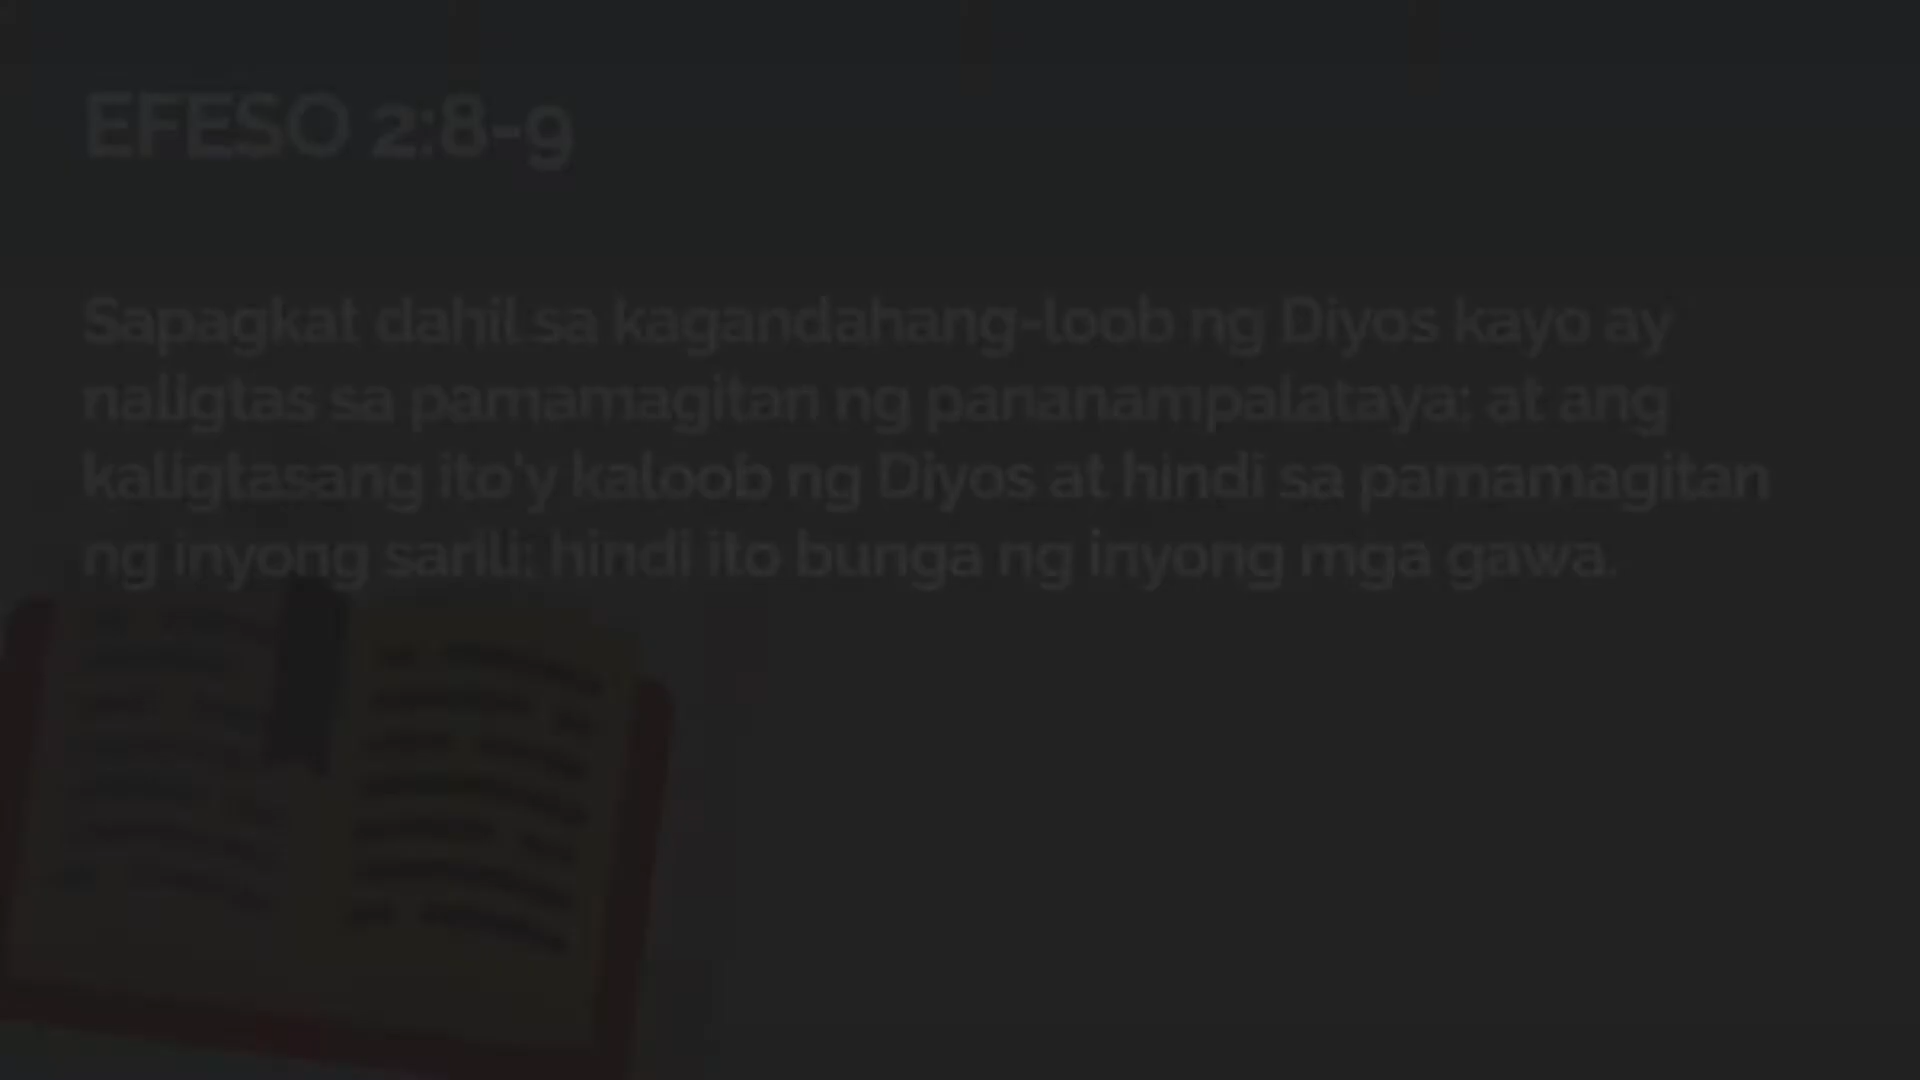 EFESO 2:8-9
Sapagkat dahil sa kagandahang-loob ng Diyos kayo ay
naligtas sa pamamagitan ng pananampalataya; at ang
kaligtasang ito'y kaloob ng Diyos at hindi sa pamamagitan
ng inyong sarili; hindi ito bunga ng inyong mga gawa.